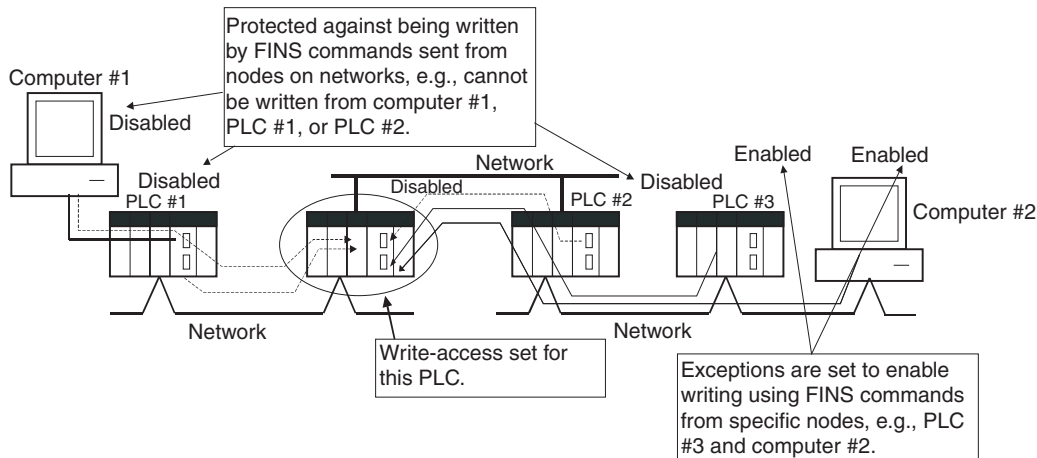 Protected against being written
by FINS commands sent from
nodes on networks, e.g., cannot
be written from computer #1,
PLC #1, or PLC #2.
Computer #1
Disabled
Disabled
PLC #1
Network
Disabled
Disabled
PLC #2
Enabled
PLC #3
Enabled
Computer #2
Network
Write-access set for
this PLC.
Network
Exceptions are set to enable
writing using FINS commands
from specific nodes, e.g., PLC
#3 and computer #2.